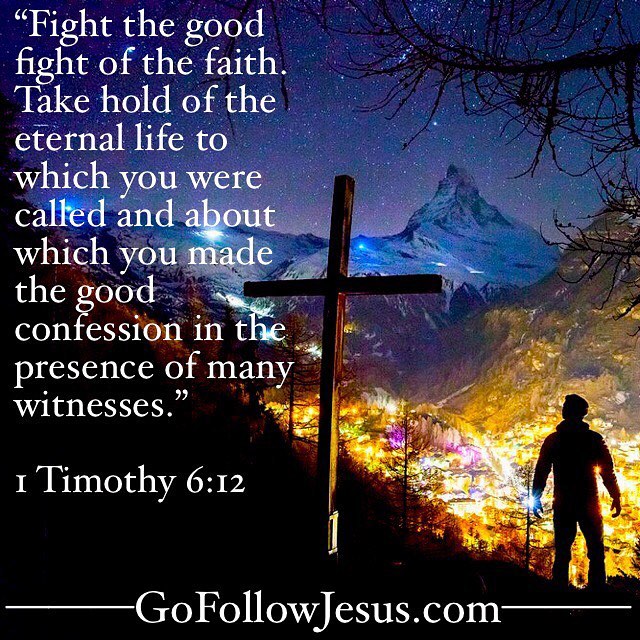 “Fight the good
fight of the faith.
Take hold of the
eternal life to
which you were
called and about
which you made
the good
confession in the
presence of many
witnesses.”
1 Timothy 6:12
GoFollowJesus.com